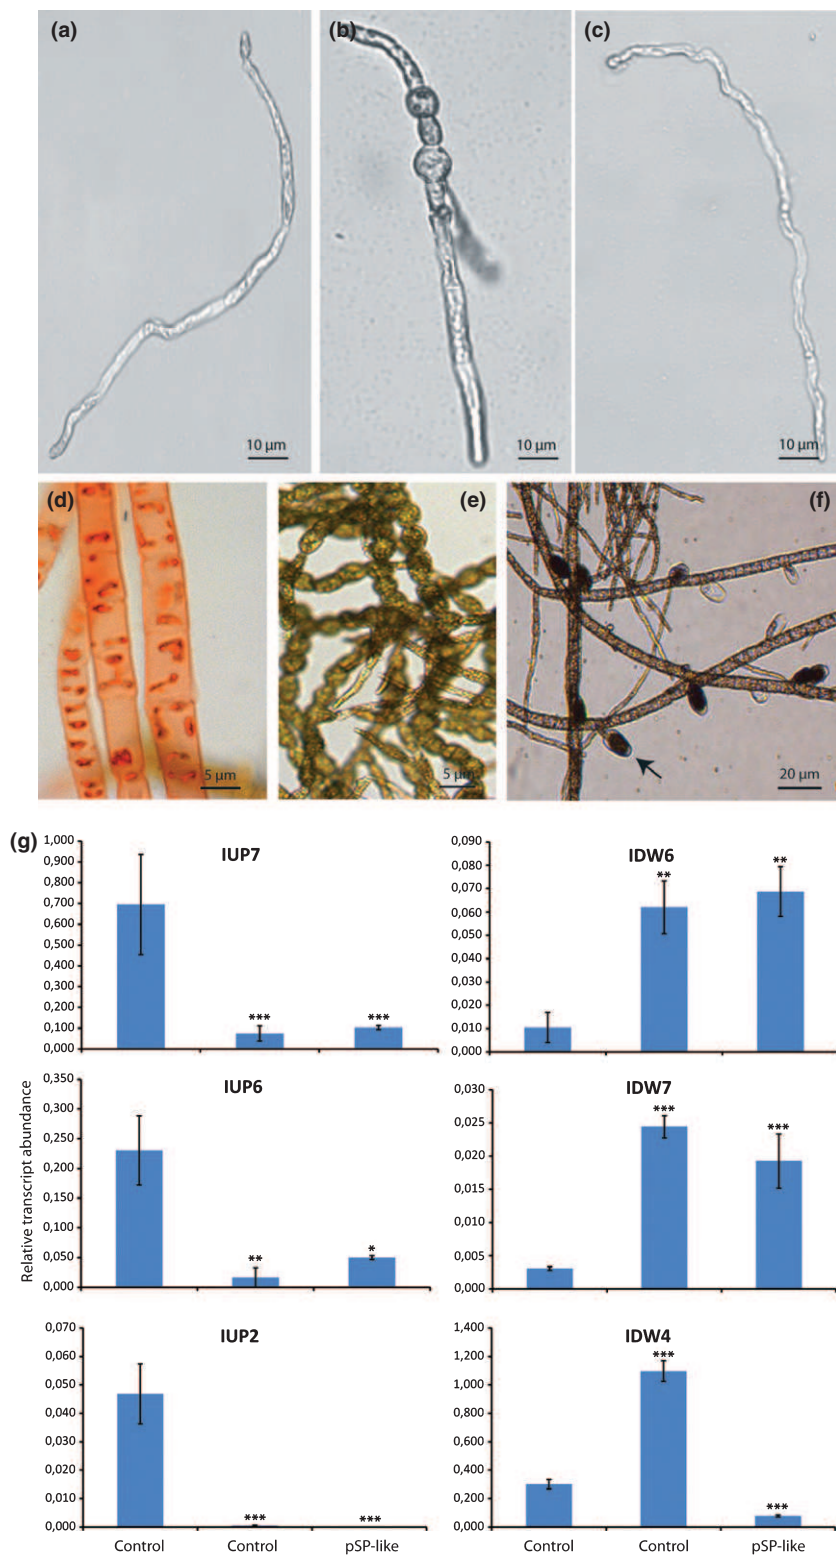 (a)
(b)
(c)
10 µm
10 µm
10 µm
(d)
(e)
(f)
5 µm
5 µm
20 µm
(g)
IUP7
1,000
0,900
0,800
0,700
0,600
0,500
0,400
0,300
0,200
0,100
0,000
***
***
IDW6
0,090
0,080
0,070
0,060
0,050
0,040
0,030
0,020
0,010
0,000
**
**
Relative transcript abundance
IUP6
0,350
0,300
0,250
0,200
0,150
0,100
0,050
0,000
**
*
IDW7
0,030
0,025
0,020
0,015
0,010
0,005
0,000
***
***
IUP2
0,070
0,060
0,050
0,040
0,030
0,020
0,010
0,000
***
***
Control
Control
pSP-like
IDW4
1,400
1,200
1,000
0,800
0,600
0,400
0,200
0,000
***
***
Control
Control
pSP-like